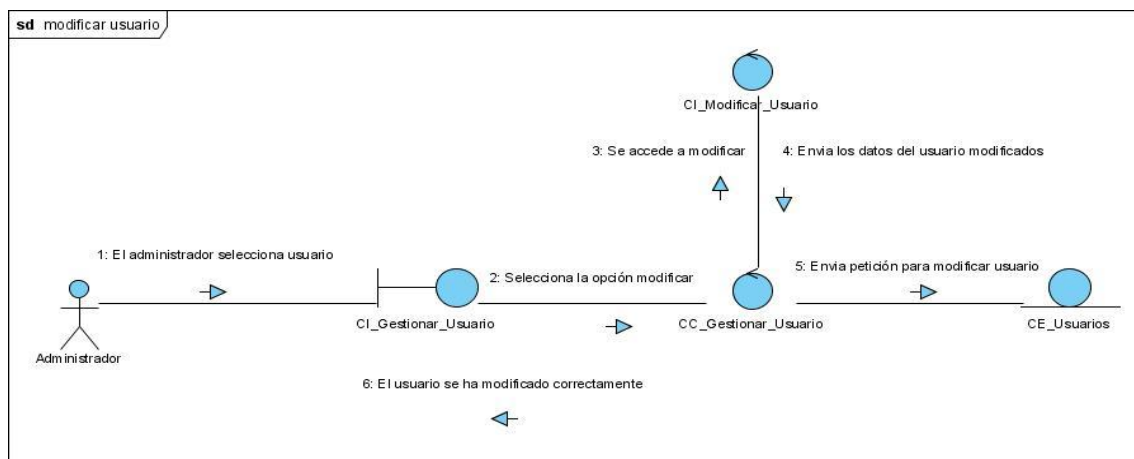 sd modificar usuario
CI_Modificar_Usuario
3: Se accede a modificar
4: Envia los datos del usuario modificados
1: El administrador selecciona usuario
2: Selecciona la opción modificar
5: Envia petición para modificar usuario
CI_Gestionar_Usuario
CC_Gestionar_Usuario
CE_Usuarios
Administrador
6: El usuario se ha modificado correctamente